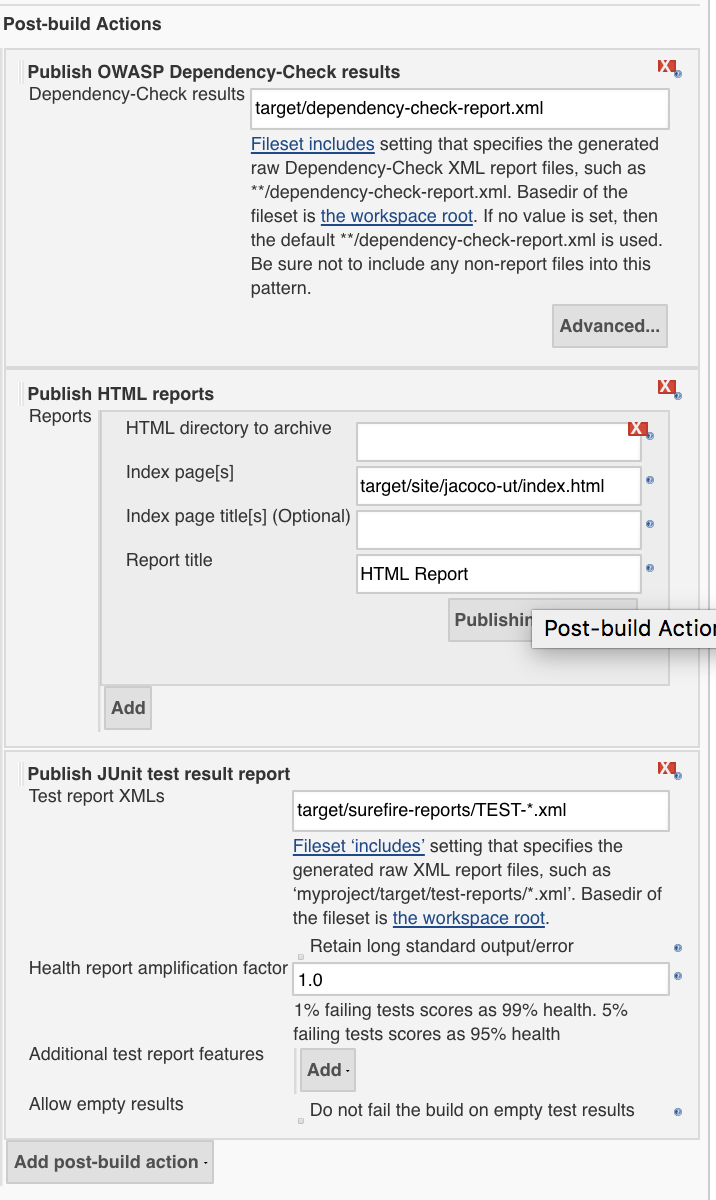 Post-build Actions
Publish OWASP Dependency-Check results
X
Dependency-Check results
target/dependency-check-report.xml
Fileset includes setting that specifies the generated
raw Dependency-Check XML report files, such as
**/dependency-check-report.xml. Basedir of the
fileset is the workspace root. If no value is set, then
the default **/dependency-check-report.xml is used.
Be sure not to include any non-report files into this
pattern.
Advanced...
Publish HTML reports
X
Reports
HTML directory to archive
X
Index page[s]
target/site/jacoco-ut/index.html
Index page title[s] (Optional)
Report title
HTML Report
Post-build
Add
Publish JUnit test result report
X
Test report XMLs
target/surefire-reports/TEST-*.xml
Fileset ‘includes’ setting that specifies the
generated raw XML report files, such as
‘myproject/target/test-reports/*.xml’. Basedir of
the fileset is the workspace root.
Retain long standard output/error
Health report amplification factor
1.0
1% failing tests scores as 99% health. 5%
failing tests scores as 95% health
Additional test report features
Add
Allow empty results
Do not fail the build on empty test results
Add post-build action